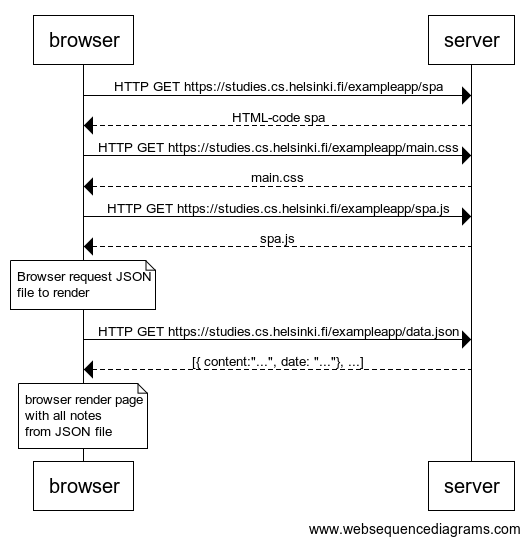 browser server
HTTP GET https://studies.cs.helsinki.fi/exampleapp/spa
HTML-code spa
HTTP GET https://studies.cs.helsinki.fi/exampleapp/main.css
main.css
HTTP GET https://studies.cs.helsinki.fi/exampleapp/spa.js
spa.js
Browser request JSON
file to render
HTTP GET https://studies.cs.helsinki.fi/exampleapp/data.json
[{ content:"...", date: "..."}, ...]
browser render page
with all notes
from JSON file
browser server
www.websequencediagrams.com